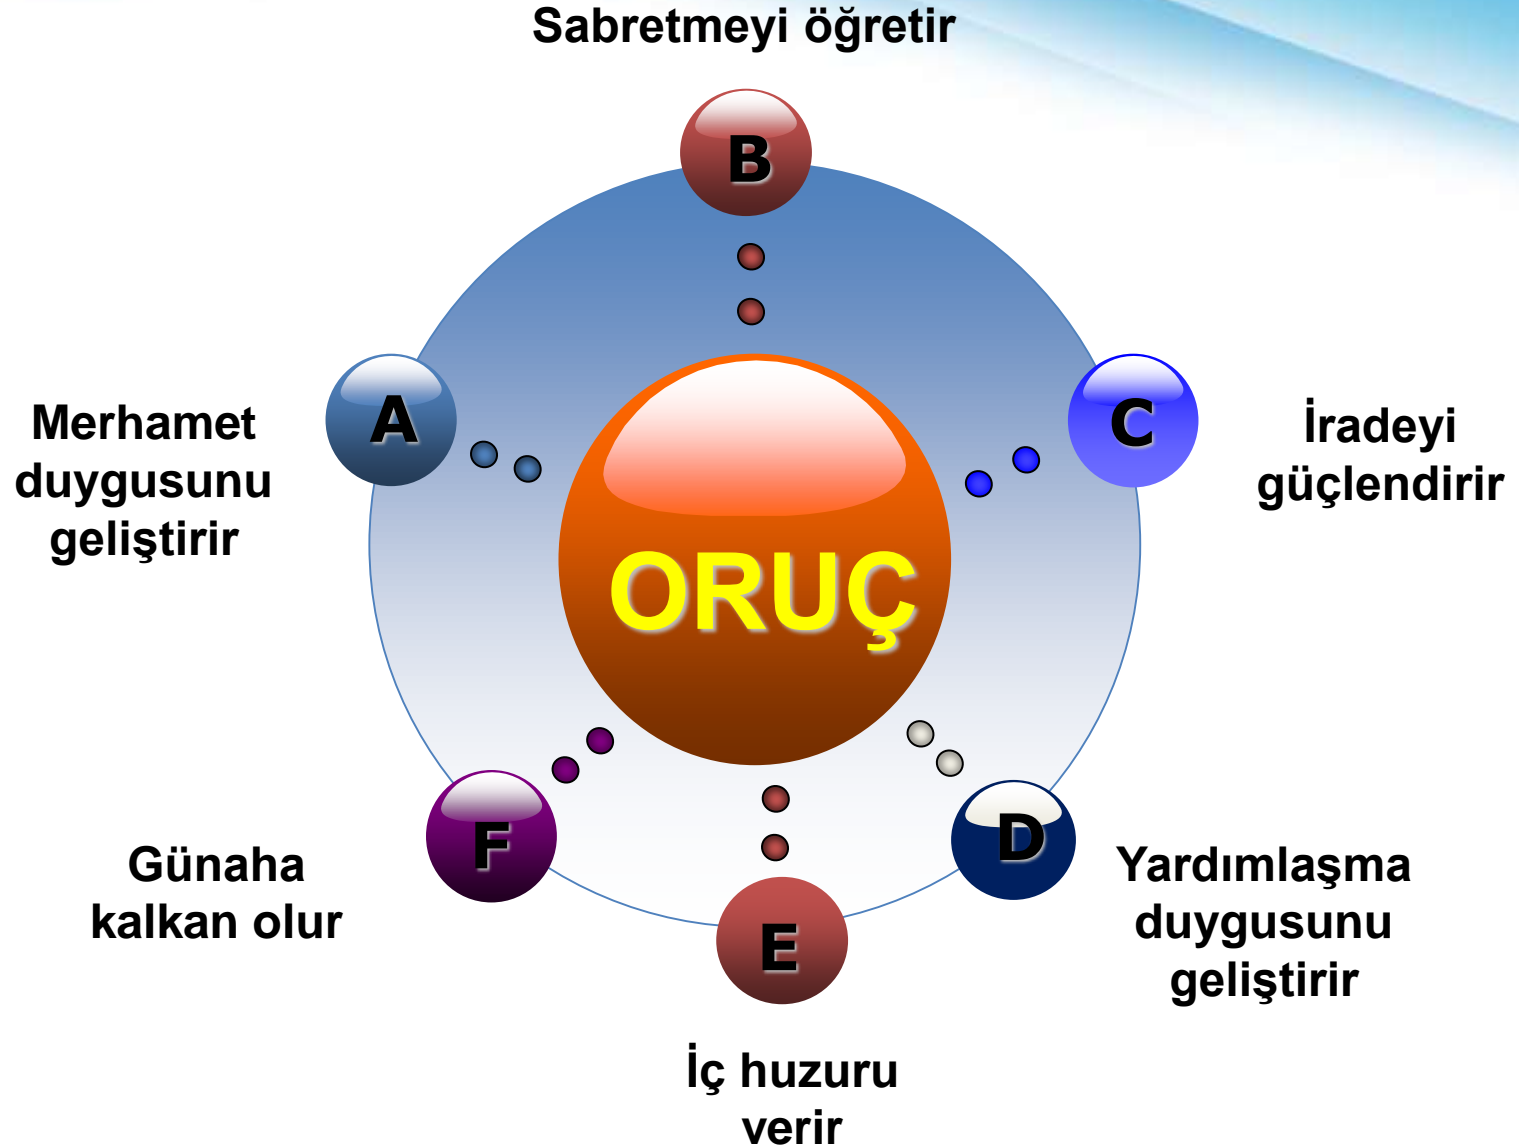 Sabretmeyi öğretir
B
A
Merhamet
duygusunu
geliştirir
C
İradeyi
güçlendirir
ORUÇ
F
Günaha
kalkan olur
D
Yardımlaşma
duygusunu
geliştirir
E
İç huzuru
verir